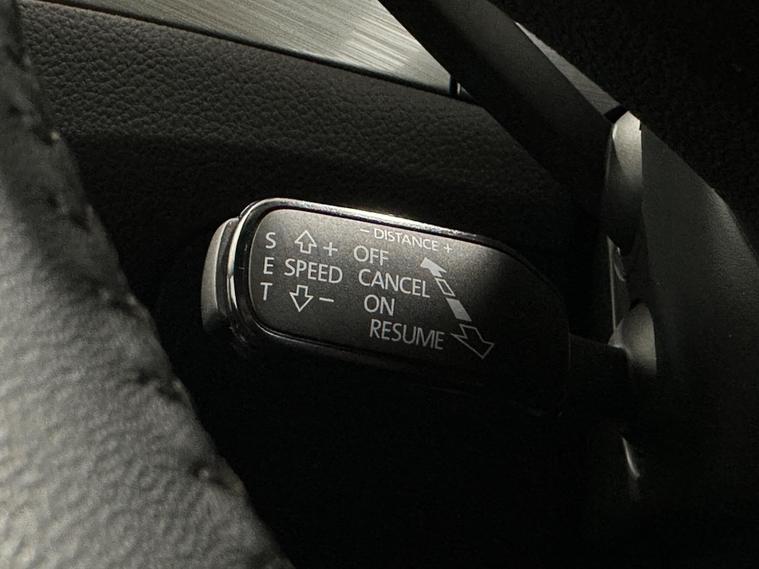 − DISTANCE +
S + OFF
E SPEED CANCEL
T − ON
RESUME